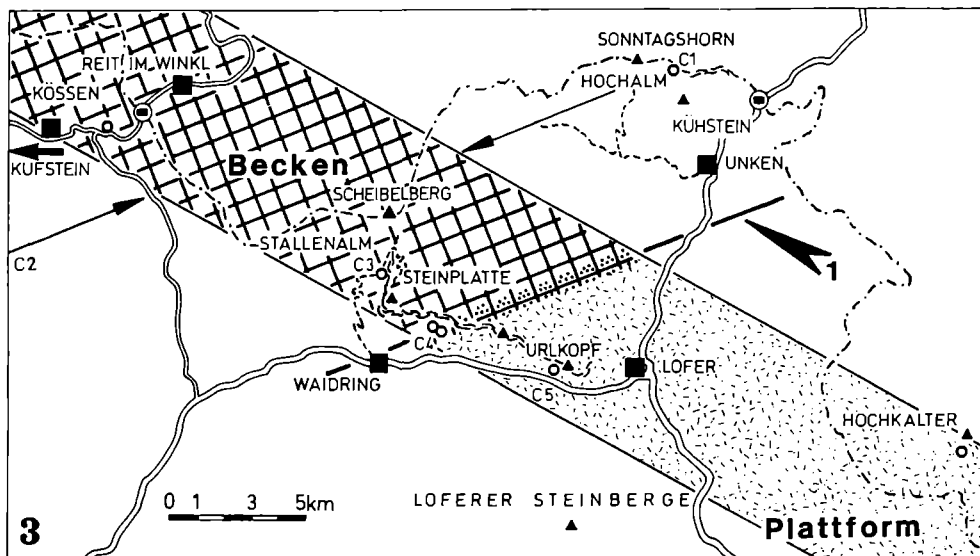 SONNTAGSHORN
C1
REIT IM WINKL
HOCHALM
KÖSSEN
KÜHSTEIN
KUFSTEIN
Becken
UNKEN
SCHEIBELBERG
STALLENALM
C2
C3
STEINPLATTE
1
C4
URLKOPF
WAIDRING
LOFER
C5
HOCHKALTER
0 1 3 5km
LOFERER STEINBERGE
3
Plattform